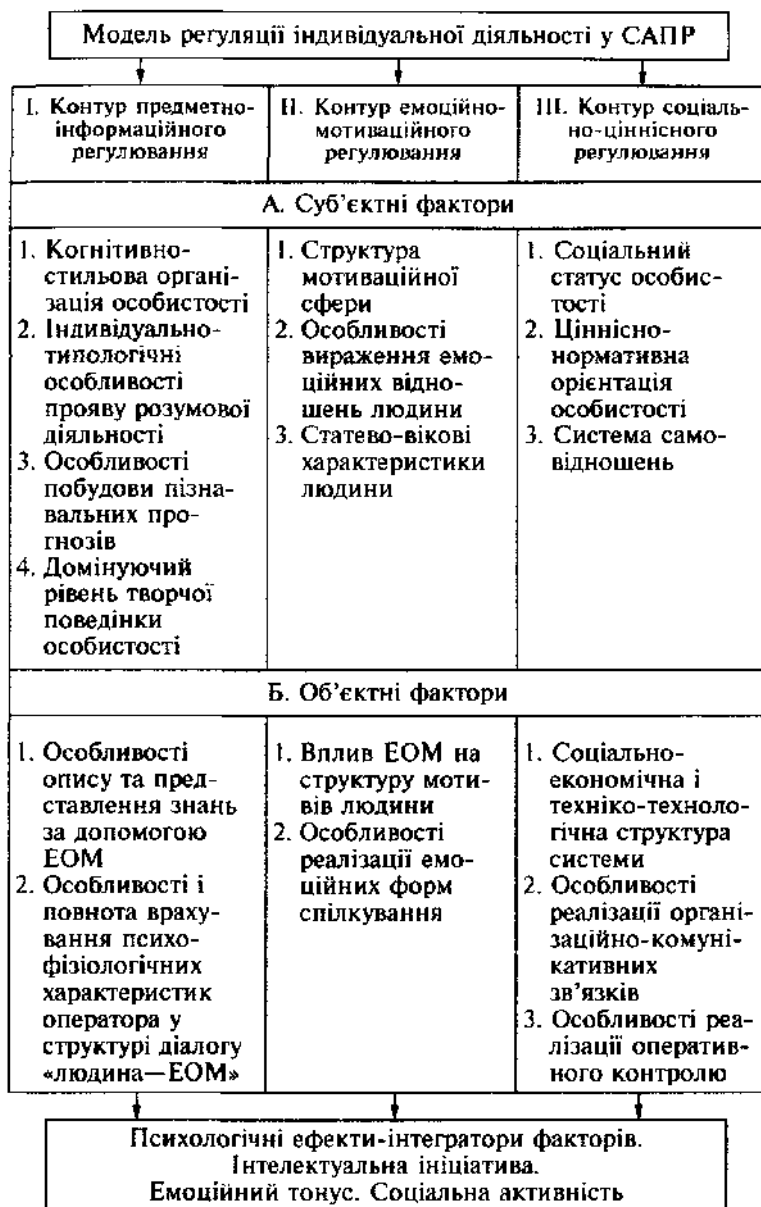 Модель регуляції індивідуальної діяльності у САПР
I. Контур предметно-
інформаційного
регулювання
II. Контур емоційно-
мотиваційного
регулювання
III. Контур соціаль-
но-ціннісного
регулювання
А. Суб’єктні фактори
1. Когнітивно-
стильова органі-
зація особистості
2. Індивідуально-
типологічні
особливості
прояву розумової
діяльності
3. Особливості
побудови пізна-
вальних про-
гнозів
4. Домінуючий
рівень творчої
поведінки
особистості
1. Структура
мотиваційної
сфери
2. Особливості
вираження емо-
ційних відно-
шень людини
3. Статево-вікові
характеристики
людини
1. Соціальний
статус особис-
тості
2. Ціннісно-
нормативна
орієнтація
особистості
3. Система само-
відношень
Б. Об’єктні фактори
1. Особливості
опису та пред-
ставлення знань
за допомогою
ЕОМ
2. Особливості і
повнота враху-
вання психо-
фізіологічних
характеристик
оператора у
структурі діалогу
«людина—ЕОМ»
1. Вплив ЕОМ на
структуру моти-
вів людини
2. Особливості
реалізації емо-
ційних форм
спілкування
1. Соціально-
економічна і
техніко-техноло-
гічна структура
системи
2. Особливості
реалізації органі-
заційно-комуні-
кативних
зв’язків
3. Особливості реа-
лізації оператив-
ного контролю
Психологічні ефекти-інтегратори факторів.
Інтелектуальна ініціатива.
Емоційний тонус. Соціальна активність